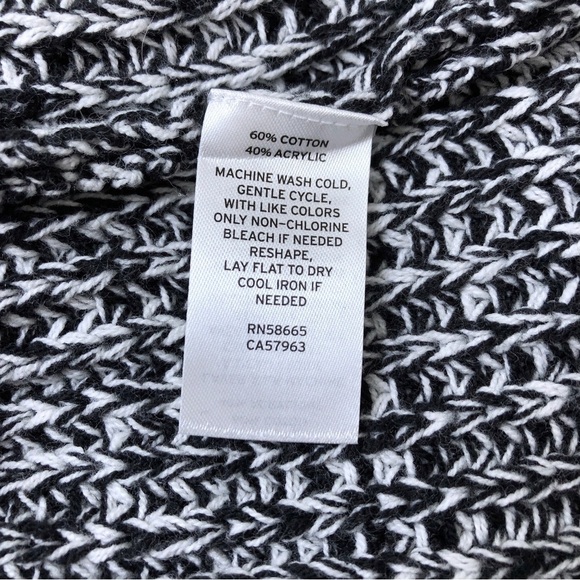 60% COTTON
40% ACRYLIC
MACHINE WASH COLD,
GENTLE CYCLE,
WITH LIKE COLORS
ONLY NON-CHLORINE
BLEACH IF NEEDED
RESHAPE,
LAY FLAT TO DRY
COOL IRON IF
NEEDED
RN58665
CA57963